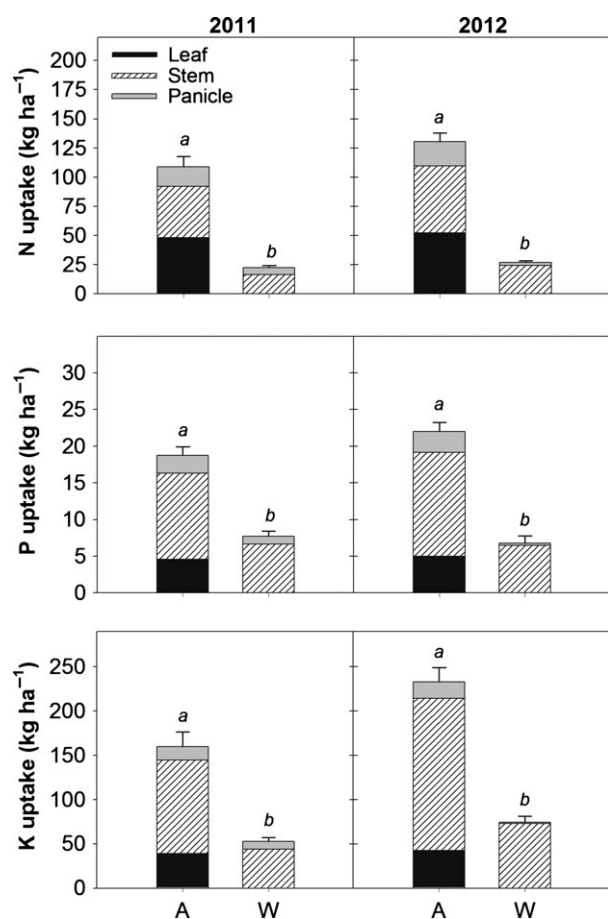 2011 2012
Leaf
Stem
Panicle
N uptake (kg ha⁻¹)
200
175
150
125
100
75
50
25
0
a
b
a
b
P uptake (kg ha⁻¹)
30
25
20
15
10
5
0
a
b
a
b
K uptake (kg ha⁻¹)
250
200
150
100
50
0
a
b
a
b
A W A W